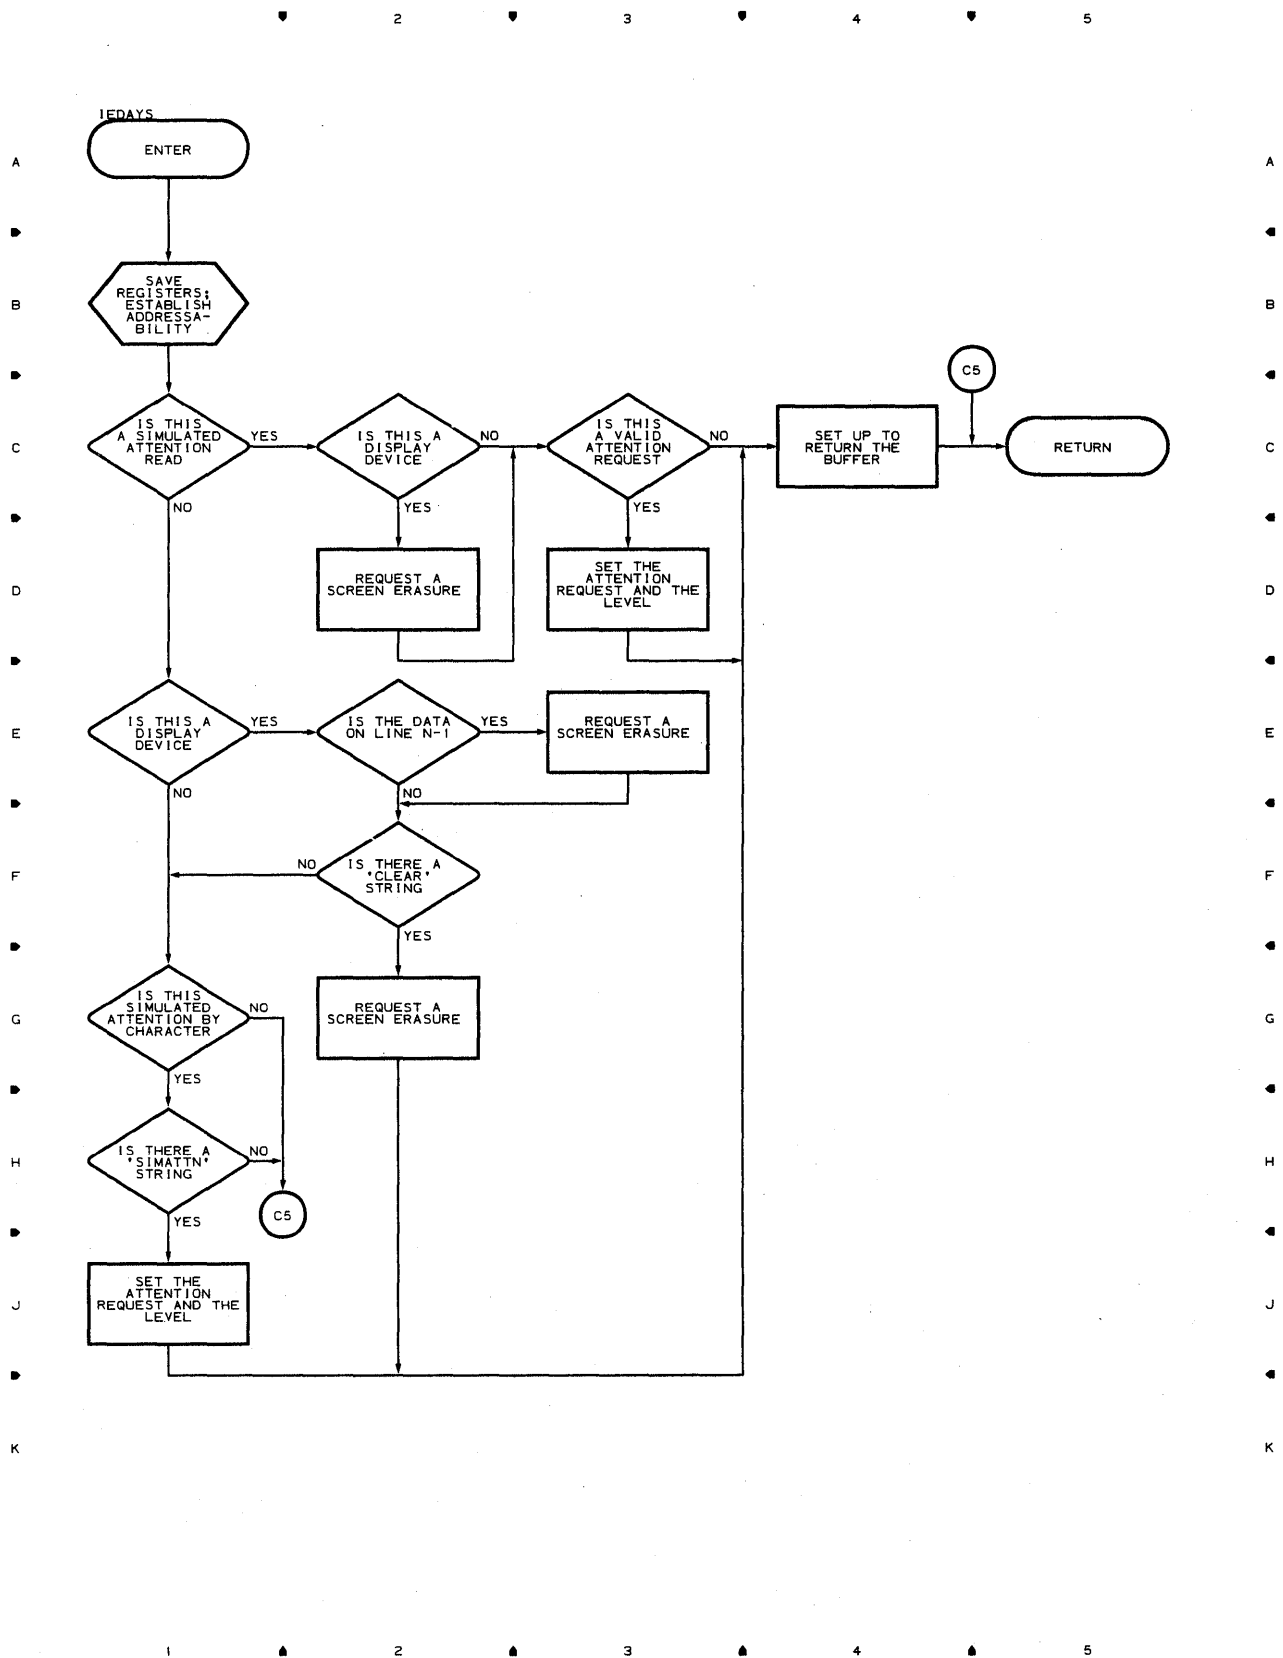 2 3 4 5
IEDAYS
ENTER
A A
SAVE
REGISTERS;
ESTABLISH
ADDRESSA-
BILITY
B B
C5
IS THIS
A SIMULATED
ATTENTION
READ
YES
NO
IS THIS A
DISPLAY
DEVICE
NO
YES
IS THIS
A VALID
ATTENTION
REQUEST
NO
YES
SET UP TO
RETURN THE
BUFFER
RETURN
C C
REQUEST A
SCREEN ERASURE
SET THE
ATTENTION
REQUEST AND THE
LEVEL
D D
IS THIS A
DISPLAY
DEVICE
YES
NO
IS THE DATA
ON LINE N-1
YES
NO
REQUEST A
SCREEN ERASURE
E E
NO
IS THERE A
'CLEAR'
STRING
YES
F F
IS THIS
SIMULATED
ATTENTION BY
CHARACTER
NO
YES
REQUEST A
SCREEN ERASURE
G G
IS THERE A
'SIMATTN'
STRING
NO
YES
H H
C5
SET THE
ATTENTION
REQUEST AND THE
LEVEL
J J
K K
1 2 3 4 5